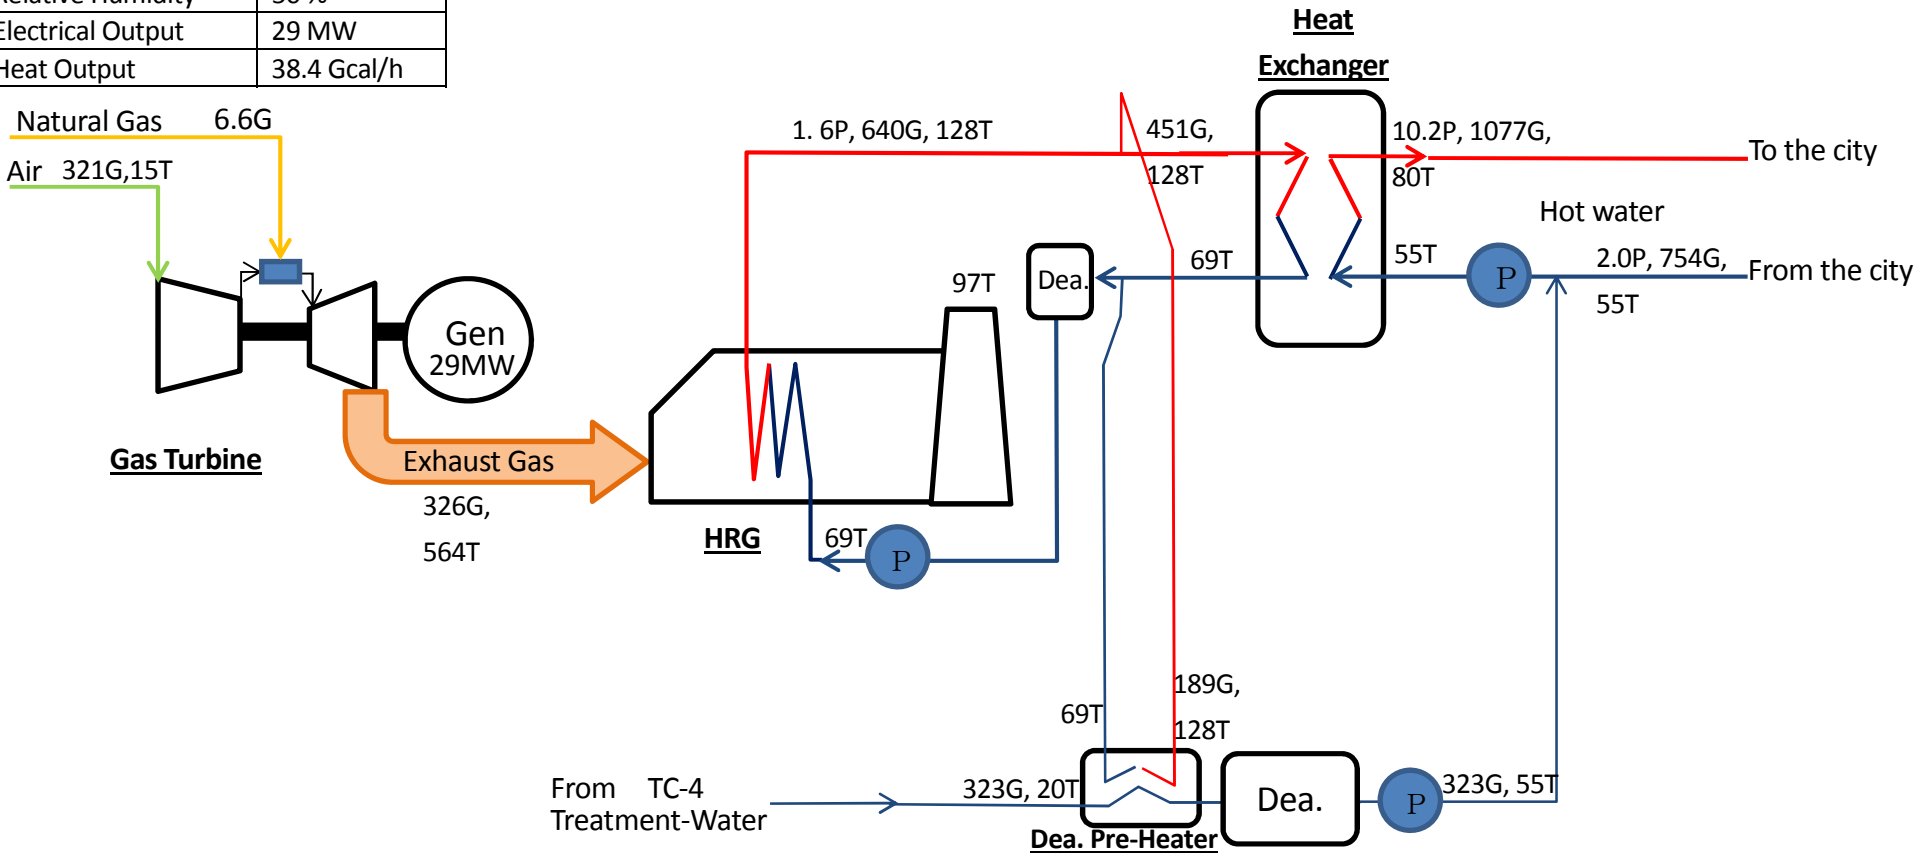 Relative Humidity 50 %
Electrical Output 29 MW
Heat Output 38.4 Gcal/h
Heat
Exchanger
Natural Gas 6.6G
Air 321G,15T
1. 6P, 640G, 128T
451G,
128T
10.2P, 1077G,
80T
To the city
Hot water
69T
55T
2.0P, 754G,
55T
From the city
Dea.
97T
P
Gen
29MW
Gas Turbine
Exhaust Gas
326G,
564T
HRG
69T
P
189G,
128T
69T
From TC-4
Treatment-Water
323G, 20T
Dea.
P
323G, 55T
Dea. Pre-Heater